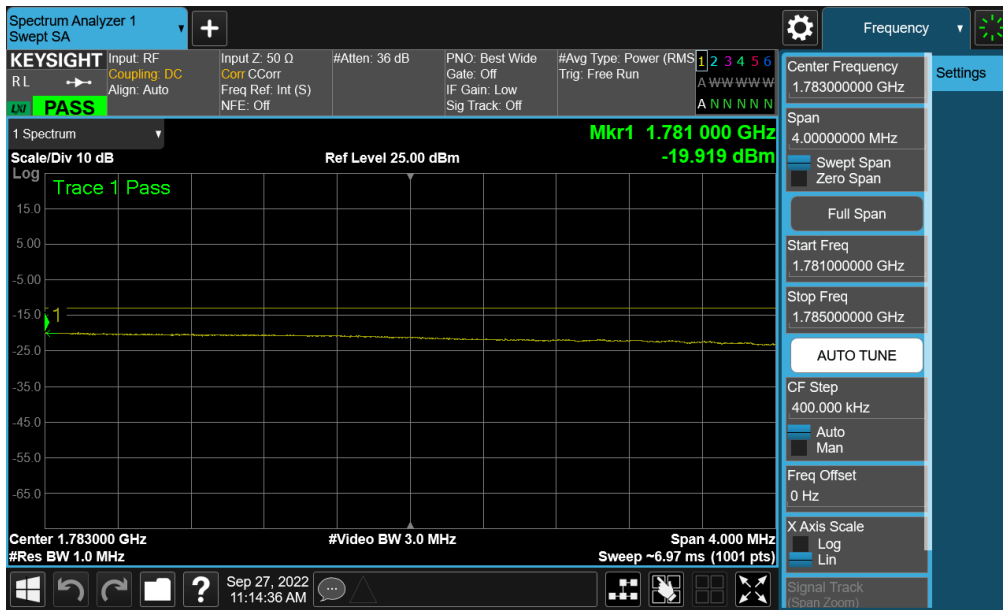 Spectrum Analyzer 1
Swept SA
Frequency
KEYSIGHT
R L
LXI
PASS
Input: RF
Coupling: DC
Align: Auto
Input Z: 50 Ω
Corr CCorr
Freq Ref: Int (S)
NFE: Off
#Atten: 36 dB
PNO: Best Wide
Gate: Off
IF Gain: Low
Sig Track: Off
#Avg Type: Power (RMS
Trig: Free Run
1 2 3 4 5 6
A W W W W W
A N N N N N
1 Spectrum
Mkr1 1.781 000 GHz
-19.919 dBm
Scale/Div 10 dB
Ref Level 25.00 dBm
Log
Trace 1 Pass
15.0
5.00
-5.00
-15.0
1
-25.0
-35.0
-45.0
-55.0
-65.0
Center 1.783000 GHz
#Video BW 3.0 MHz
Span 4.000 MHz
#Res BW 1.0 MHz
Sweep ~6.97 ms (1001 pts)
Settings
Center Frequency
1.783000000 GHz
Span
4.00000000 MHz
Swept Span
Zero Span
Full Span
Start Freq
1.781000000 GHz
Stop Freq
1.785000000 GHz
AUTO TUNE
CF Step
400.000 kHz
Auto
Man
Freq Offset
0 Hz
X Axis Scale
Log
Lin
Signal Track
(Span Zoom)
?
Sep 27, 2022
11:14:36 AM